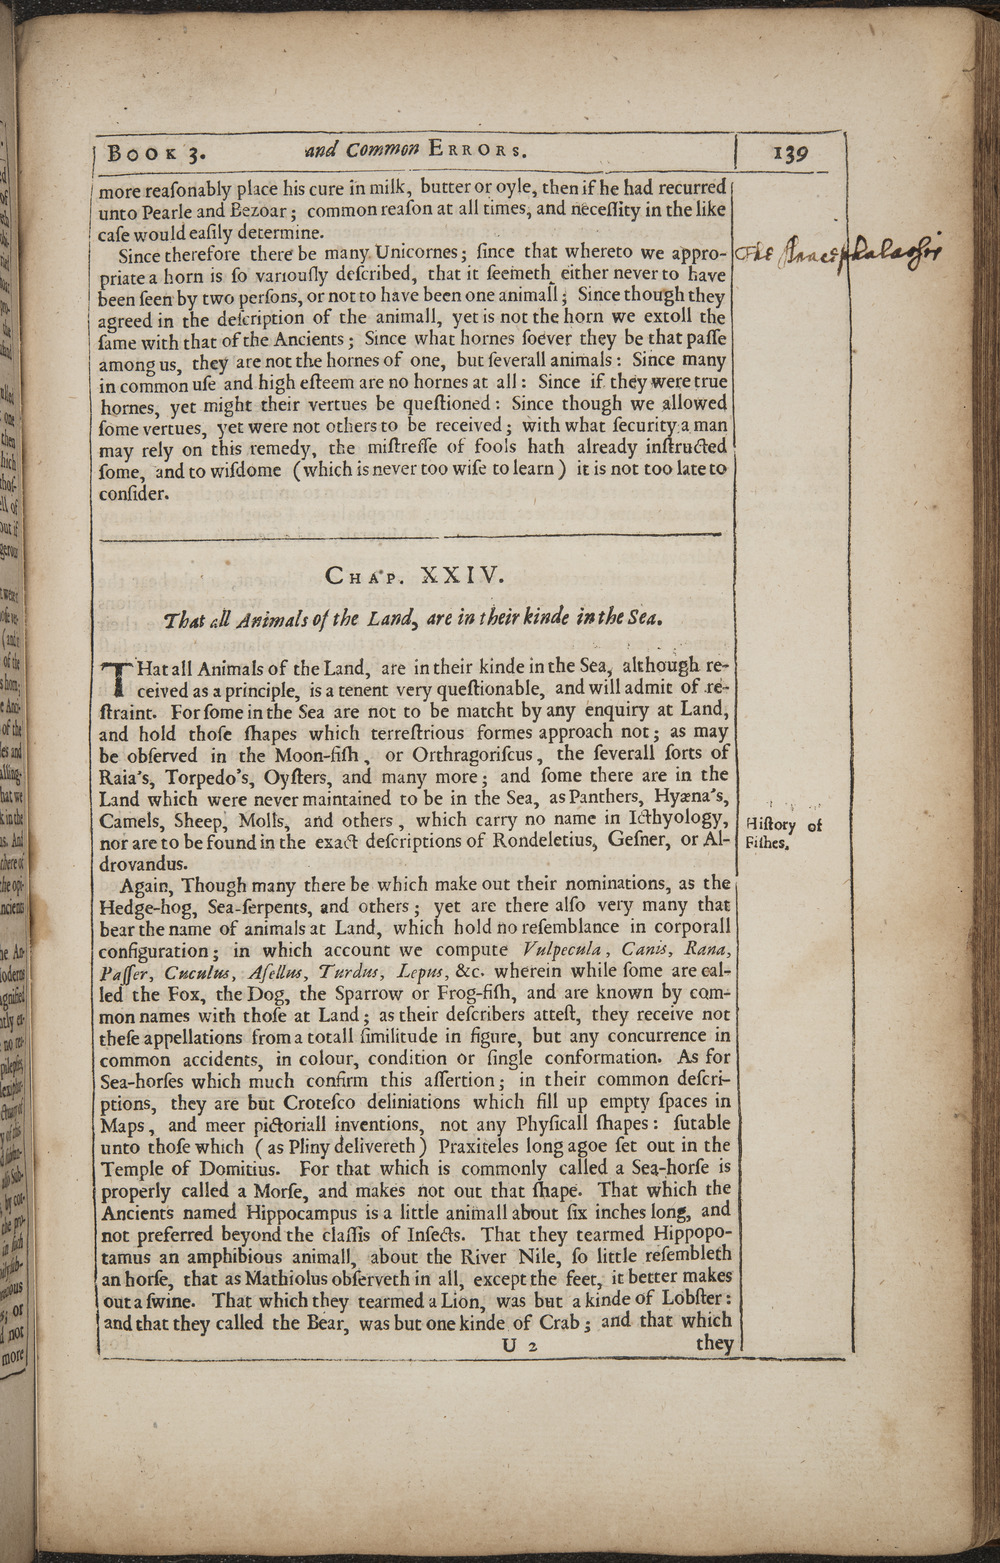 BOOK 3. and Common ERRORS. 139
more reaſonably place his cure in milk, butter or oyle, then if he had recurred
unto Pearle and Bezoar; common reaſon at all times, and neceſſity in the like
caſe would eaſily determine.
Since therefore there be many Unicornes; ſince that whereto we appro-
priate a horn is ſo variouſly deſcribed, that it ſeemeth either never to have
been ſeen by two perſons, or not to have been one animall; Since though they
agreed in the deſcription of the animall, yet is not the horn we extoll the
ſame with that of the Ancients; Since what hornes ſoever they be that paſſe
among us, they are not the hornes of one, but ſeverall animals: Since many
in common uſe and high eſteem are no hornes at all: Since if they were true
hornes, yet might their vertues be queſtioned: Since though we allowed
ſome vertues, yet were not others to be received; with what ſecurity a man
may rely on this remedy, the miſtreſſe of fools hath already inſtructed
ſome, and to wiſdome (which is never too wiſe to learn) it is not too late to
conſider.
The Anacephalaeosis
CHAP. XXIV.
That all Animals of the Land, are in their kinde in the Sea.
THat all Animals of the Land, are in their kinde in the Sea, although re-
ceived as a principle, is a tenent very queſtionable, and will admit of re-
ſtraint. For ſome in the Sea are not to be matcht by any enquiry at Land,
and hold thoſe ſhapes which terreſtrious formes approach not; as may
be obſerved in the Moon-fiſh, or Orthragoriſcus, the ſeverall ſorts of
Raia's, Torpedo's, Oyſters, and many more; and ſome there are in the
Land which were never maintained to be in the Sea, as Panthers, Hyæna's,
Camels, Sheep, Molls, and others, which carry no name in Icthyology,
nor are to be found in the exact deſcriptions of Rondeletius, Geſner, or Al-
drovandus.
Hiſtory of
Fiſhes.
Again, Though many there be which make out their nominations, as the
Hedge-hog, Sea-ſerpents, and others; yet are there alſo very many that
bear the name of animals at Land, which hold no reſemblance in corporall
configuration; in which account we compute Vulpecula, Canis, Rana,
Paſſer, Cuculus, Aſellus, Turdus, Lepus, &c. wherein while ſome are cal-
led the Fox, the Dog, the Sparrow or Frog-fiſh, and are known by com-
mon names with thoſe at Land; as their deſcribers atteſt, they receive not
theſe appellations from a totall ſimilitude in figure, but any concurrence in
common accidents, in colour, condition or ſingle conformation. As for
Sea-horſes which much confirm this aſſertion; in their common deſcri-
ptions, they are but Croteſco deliniations which fill up empty ſpaces in
Maps, and meer pictoriall inventions, not any Phyſicall ſhapes: ſutable
unto thoſe which (as Pliny delivereth) Praxiteles long agoe ſet out in the
Temple of Domitius. For that which is commonly called a Sea-horſe is
properly called a Morſe, and makes not out that ſhape. That which the
Ancients named Hippocampus is a little animall about ſix inches long, and
not preferred beyond the claſſis of Inſects. That they tearmed Hippopo-
tamus an amphibious animall, about the River Nile, ſo little reſembleth
an horſe, that as Mathiolus obſerveth in all, except the feet, it better makes
out a ſwine. That which they tearmed a Lion, was but a kinde of Lobſter:
and that they called the Bear, was but one kinde of Crab; and that which
U 2 they